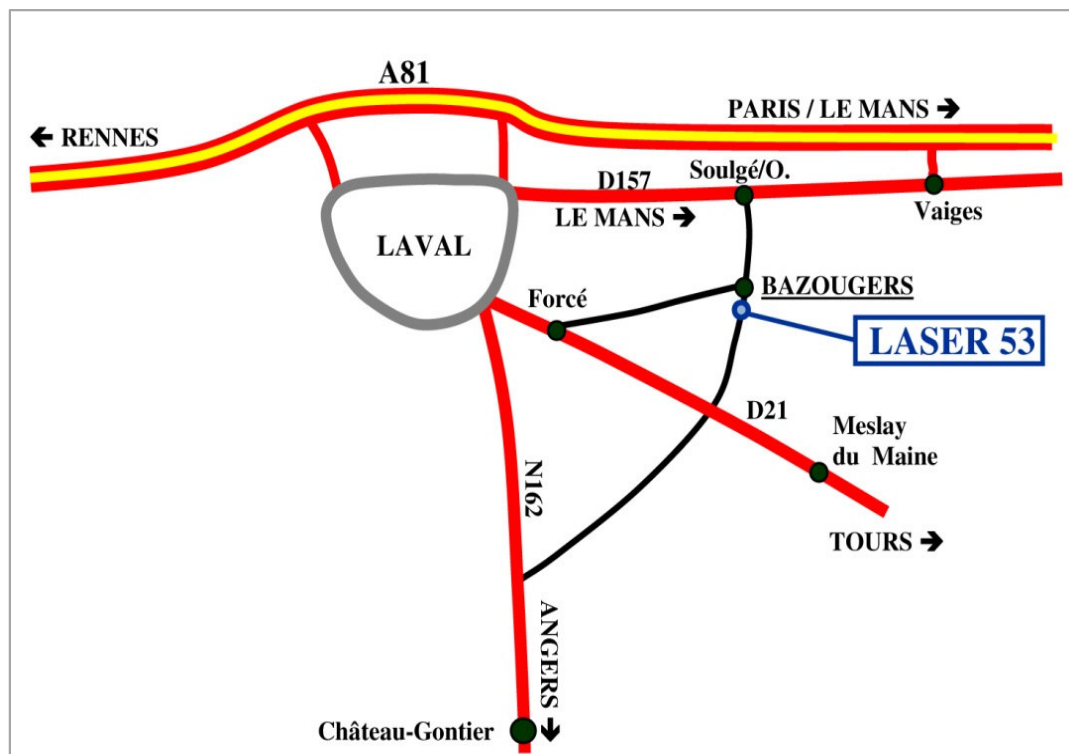 A81
PARIS / LE MANS →
← RENNES
Soulgé/O.
D157
LE MANS →
Vaiges
LAVAL
BAZOUGERS
Forcé
LASER 53
D21
Meslay
du Maine
N162
TOURS →
ANGERS →
Château-Gontier